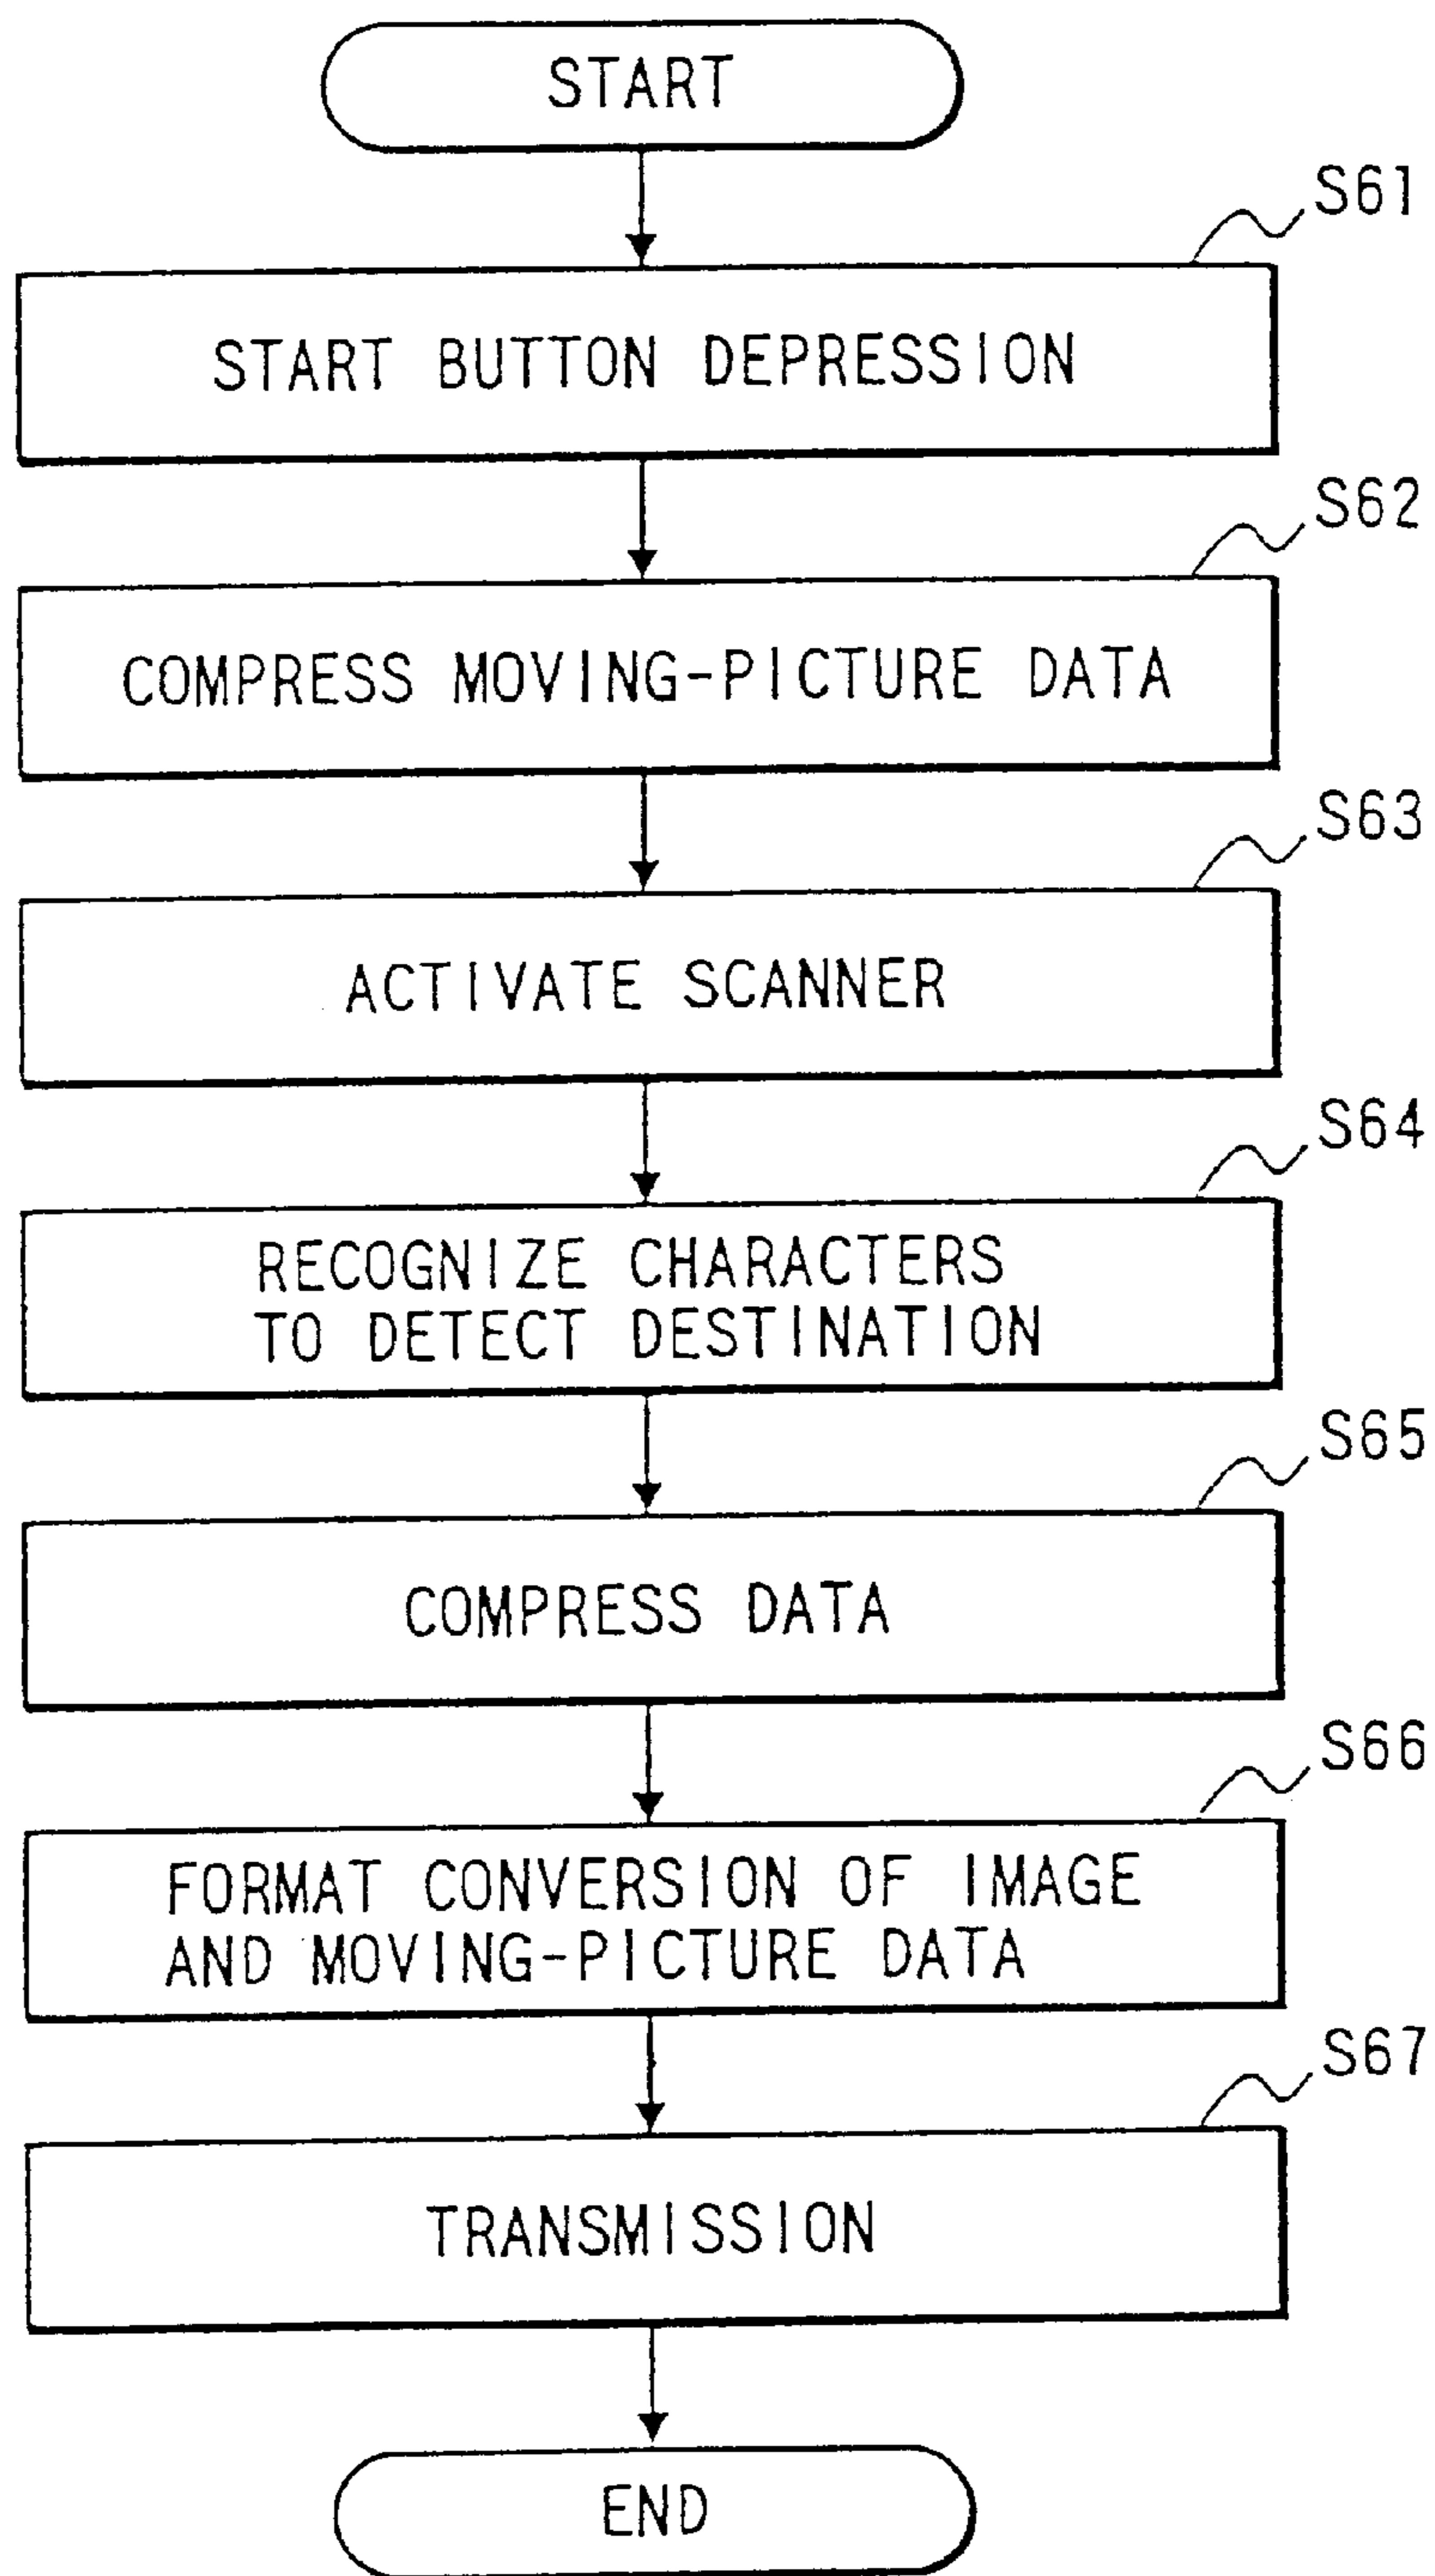 START
S61
START BUTTON DEPRESSION
S62
COMPRESS MOVING-PICTURE DATA
S63
ACTIVATE SCANNER
S64
RECOGNIZE CHARACTERS
TO DETECT DESTINATION
S65
COMPRESS DATA
S66
FORMAT CONVERSION OF IMAGE
AND MOVING-PICTURE DATA
S67
TRANSMISSION
END